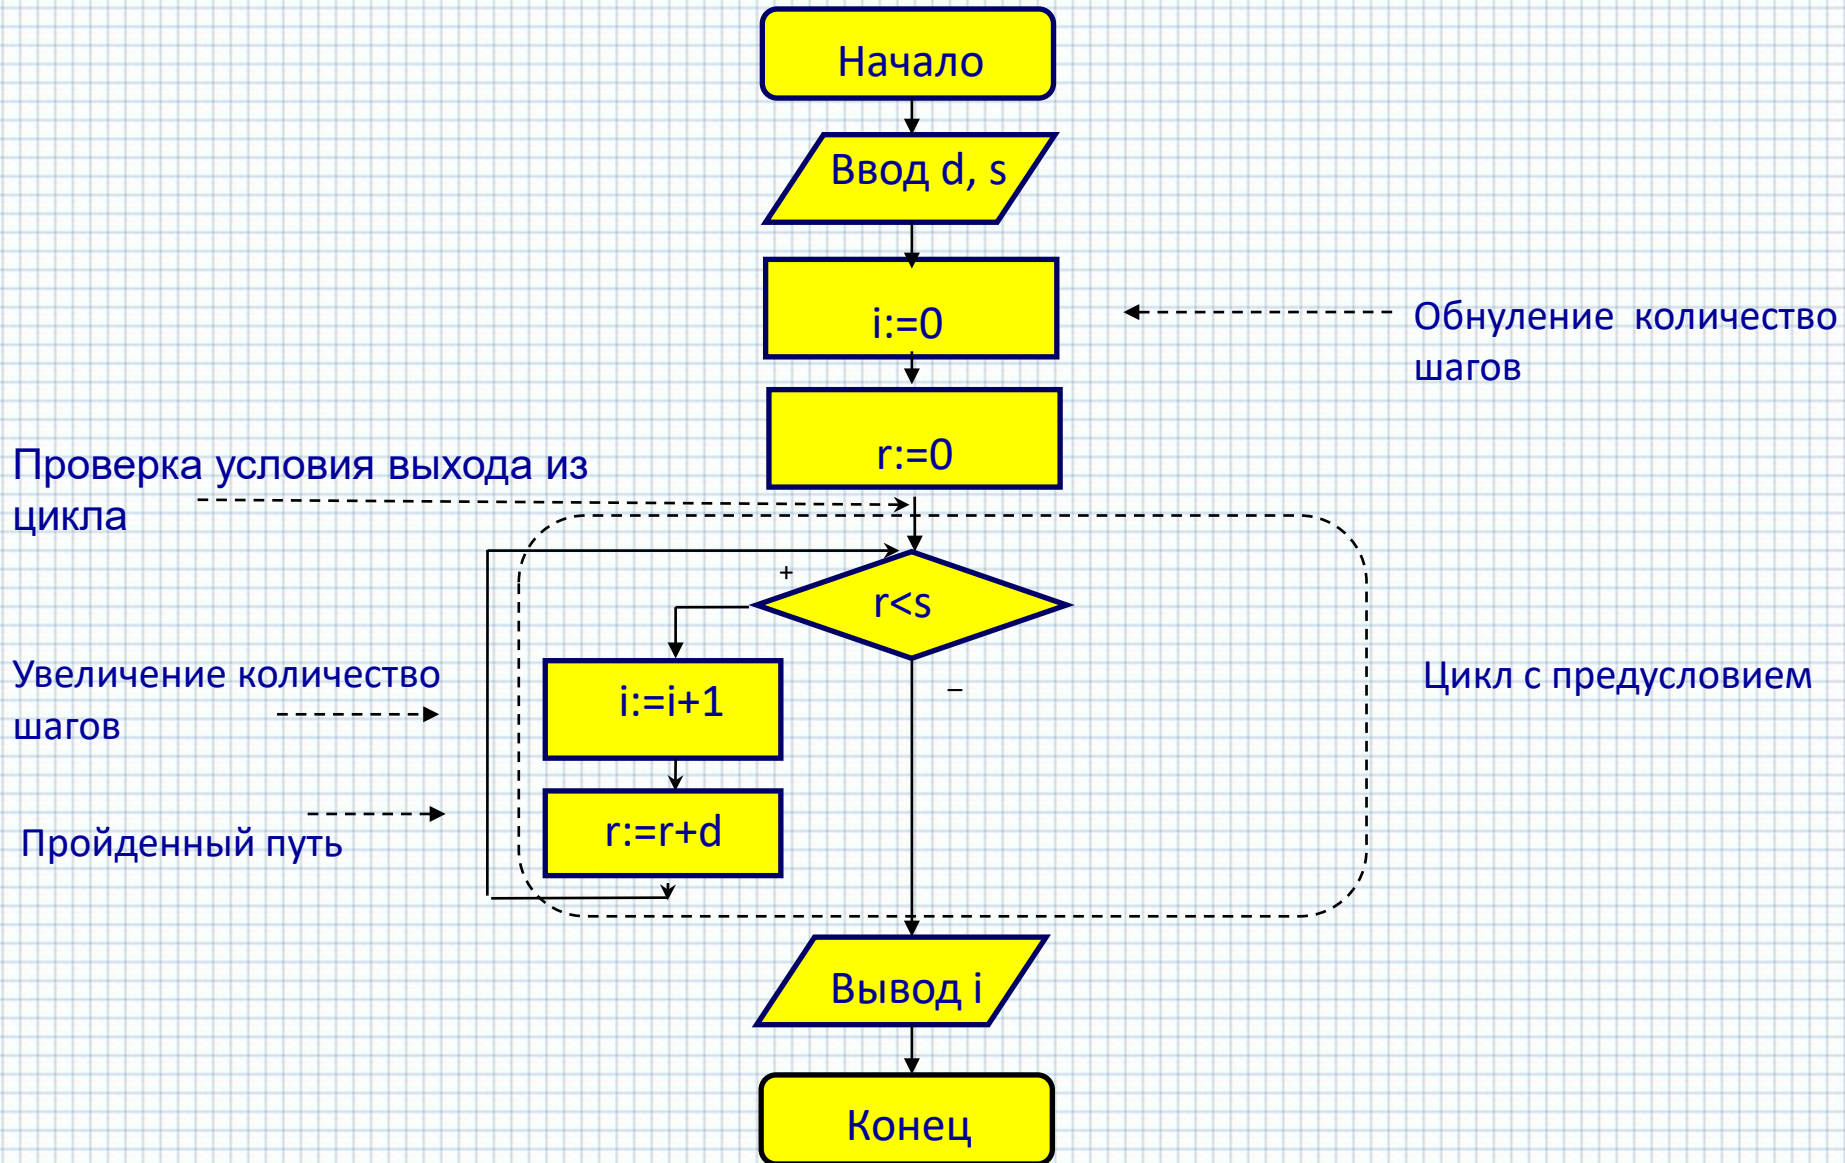 Начало
Ввод d, s
i:=0
Обнуление количество
шагов
r:=0
Проверка условия выхода из
цикла
+
r<s
Увеличение количество
шагов
i:=i+1
–
Цикл с предусловием
Пройденный путь
r:=r+d
Вывод i
Конец